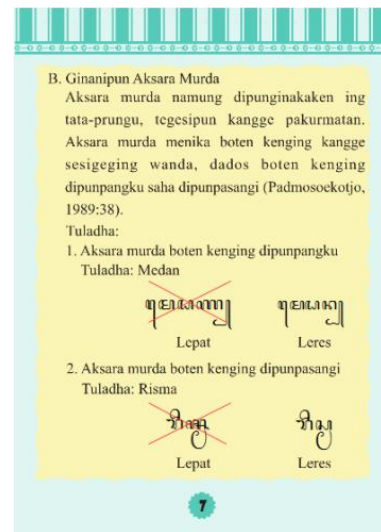 B. Ginanipun Aksara Murda
Aksara murda namung dipunginakaken ing
tata-prungu, tegesipun kangge pakurmatan.
Aksara murda menika boten kenging kangge
sesigeging wanda, dados boten kenging
dipunpangku saha dipunpasangi (Padmosoekotjo,
1989:38).
Tuladha:
1. Aksara murda boten kenging dipunpangku
Tuladha: Medan
Lepat Leres
2. Aksara murda boten kenging dipunpasangi
Tuladha: Risma
Lepat Leres
7